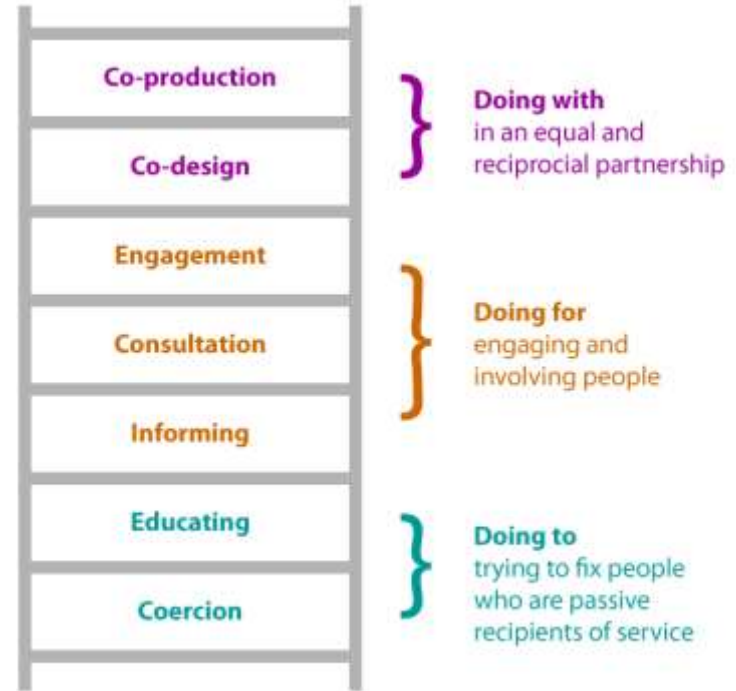 Co-production
Co-design
Doing with
in an equal and
reciprocial partnership
Engagement
Consultation
Informing
Doing for
engaging and
involving people
Educating
Coercion
Doing to
trying to fix people
who are passive
recipients of service